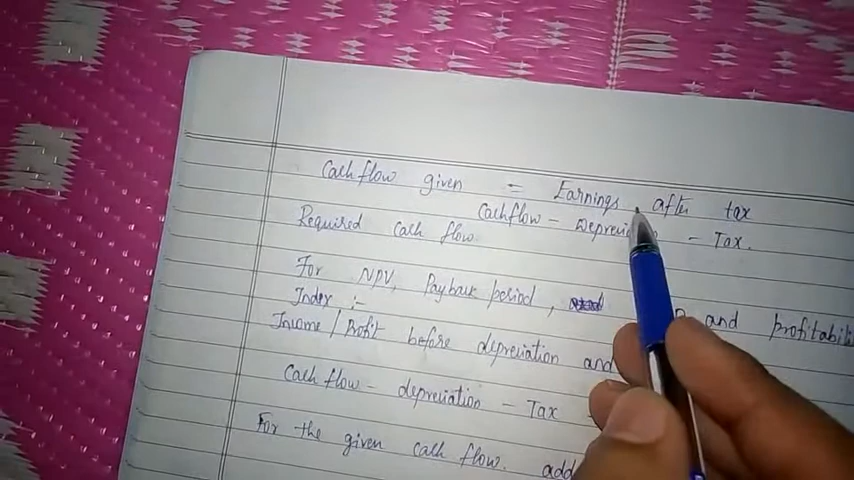 Cash flow given = Earnings after tax
Required cash flow Cashflow - Depreci - Tax.
For NPV, Payback period, and profitabili
Index :-
Income / Profit before depreciation and
Cash flow - depreciation - Tax
For the given cash flow. add